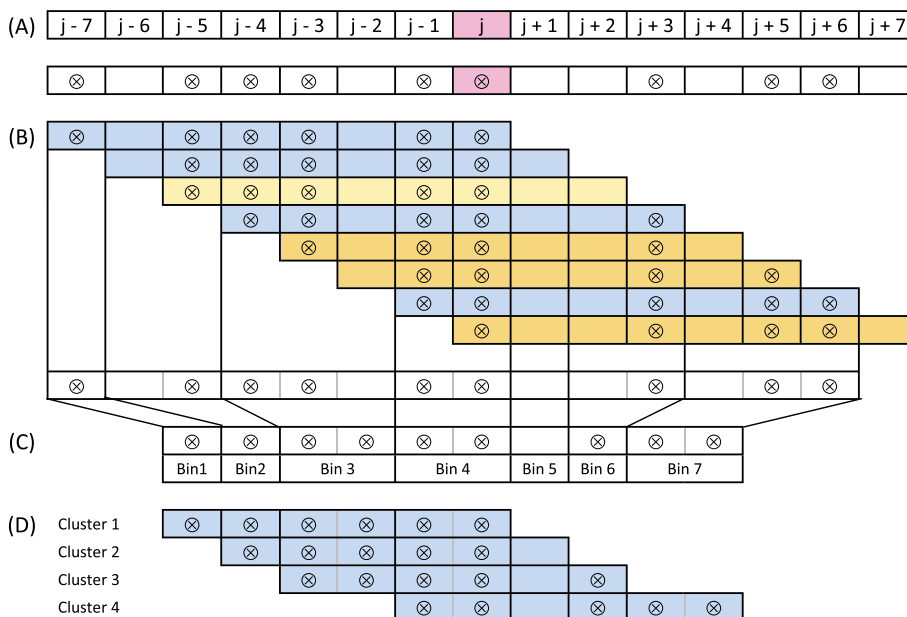 (A) j - 7 j - 6 j - 5 j - 4 j - 3 j - 2 j - 1 j j + 1 j + 2 j + 3 j + 4 j + 5 j + 6 j + 7
⊗ ⊗ ⊗ ⊗ ⊗ ⊗ ⊗ ⊗ ⊗
(B) ⊗ ⊗ ⊗ ⊗ ⊗ ⊗
⊗ ⊗ ⊗ ⊗ ⊗
⊗ ⊗ ⊗ ⊗ ⊗
⊗ ⊗ ⊗ ⊗ ⊗
⊗ ⊗ ⊗ ⊗
⊗ ⊗ ⊗ ⊗
⊗ ⊗ ⊗ ⊗ ⊗
⊗ ⊗ ⊗ ⊗
⊗ ⊗ ⊗ ⊗ ⊗ ⊗ ⊗ ⊗ ⊗
(C) ⊗ ⊗ ⊗ ⊗ ⊗ ⊗ ⊗ ⊗ ⊗
Bin1 Bin2 Bin 3 Bin 4 Bin 5 Bin 6 Bin 7
(D) Cluster 1 ⊗ ⊗ ⊗ ⊗ ⊗ ⊗
Cluster 2 ⊗ ⊗ ⊗ ⊗ ⊗
Cluster 3 ⊗ ⊗ ⊗ ⊗ ⊗
Cluster 4 ⊗ ⊗ ⊗ ⊗ ⊗